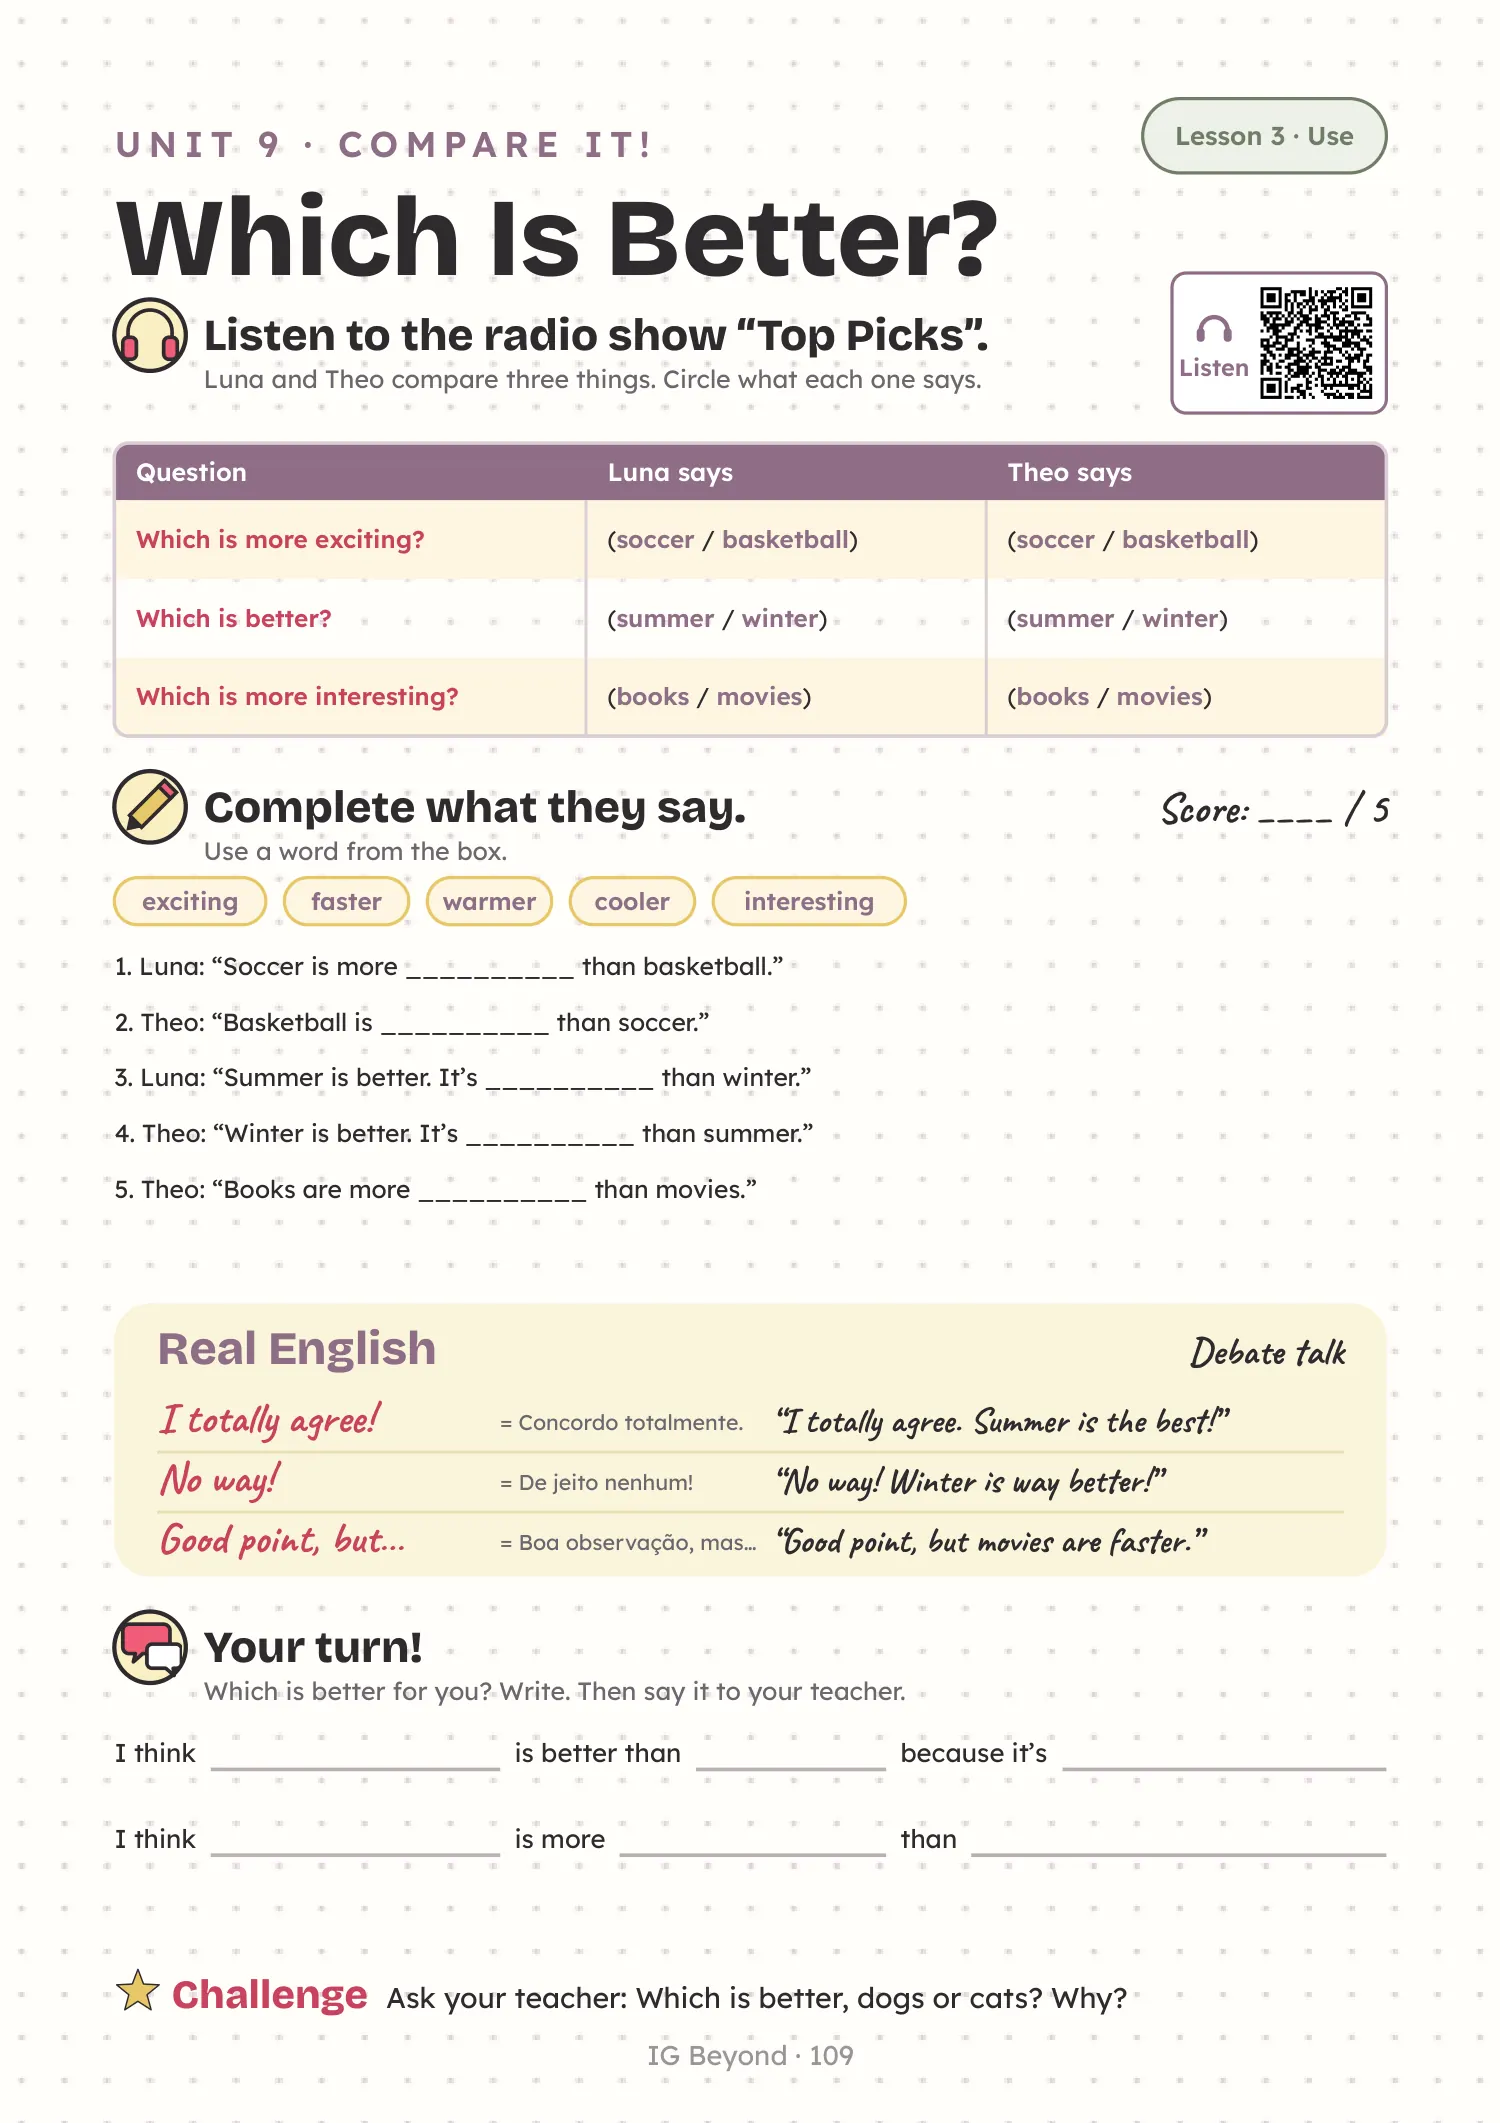 UNIT 9 · COMPARE IT!
Lesson 3 · Use
Which Is Better?
Listen to the radio show “Top Picks”.
Luna and Theo compare three things. Circle what each one says.
Listen
Question Luna says Theo says
Which is more exciting? (soccer / basketball) (soccer / basketball)
Which is better? (summer / winter) (summer / winter)
Which is more interesting? (books / movies) (books / movies)
Complete what they say.
Score: ____ / 5
Use a word from the box.
exciting faster warmer cooler interesting
1. Luna: “Soccer is more __________ than basketball.”
2. Theo: “Basketball is __________ than soccer.”
3. Luna: “Summer is better. It’s __________ than winter.”
4. Theo: “Winter is better. It’s __________ than summer.”
5. Theo: “Books are more __________ than movies.”
Real English
Debate talk
I totally agree! = Concordo totalmente. “I totally agree. Summer is the best!”
No way! = De jeito nenhum! “No way! Winter is way better!”
Good point, but... = Boa observação, mas... “Good point, but movies are faster.”
Your turn!
Which is better for you? Write. Then say it to your teacher.
I think is better than because it’s
I think is more than
Challenge Ask your teacher: Which is better, dogs or cats? Why?
IG Beyond · 109